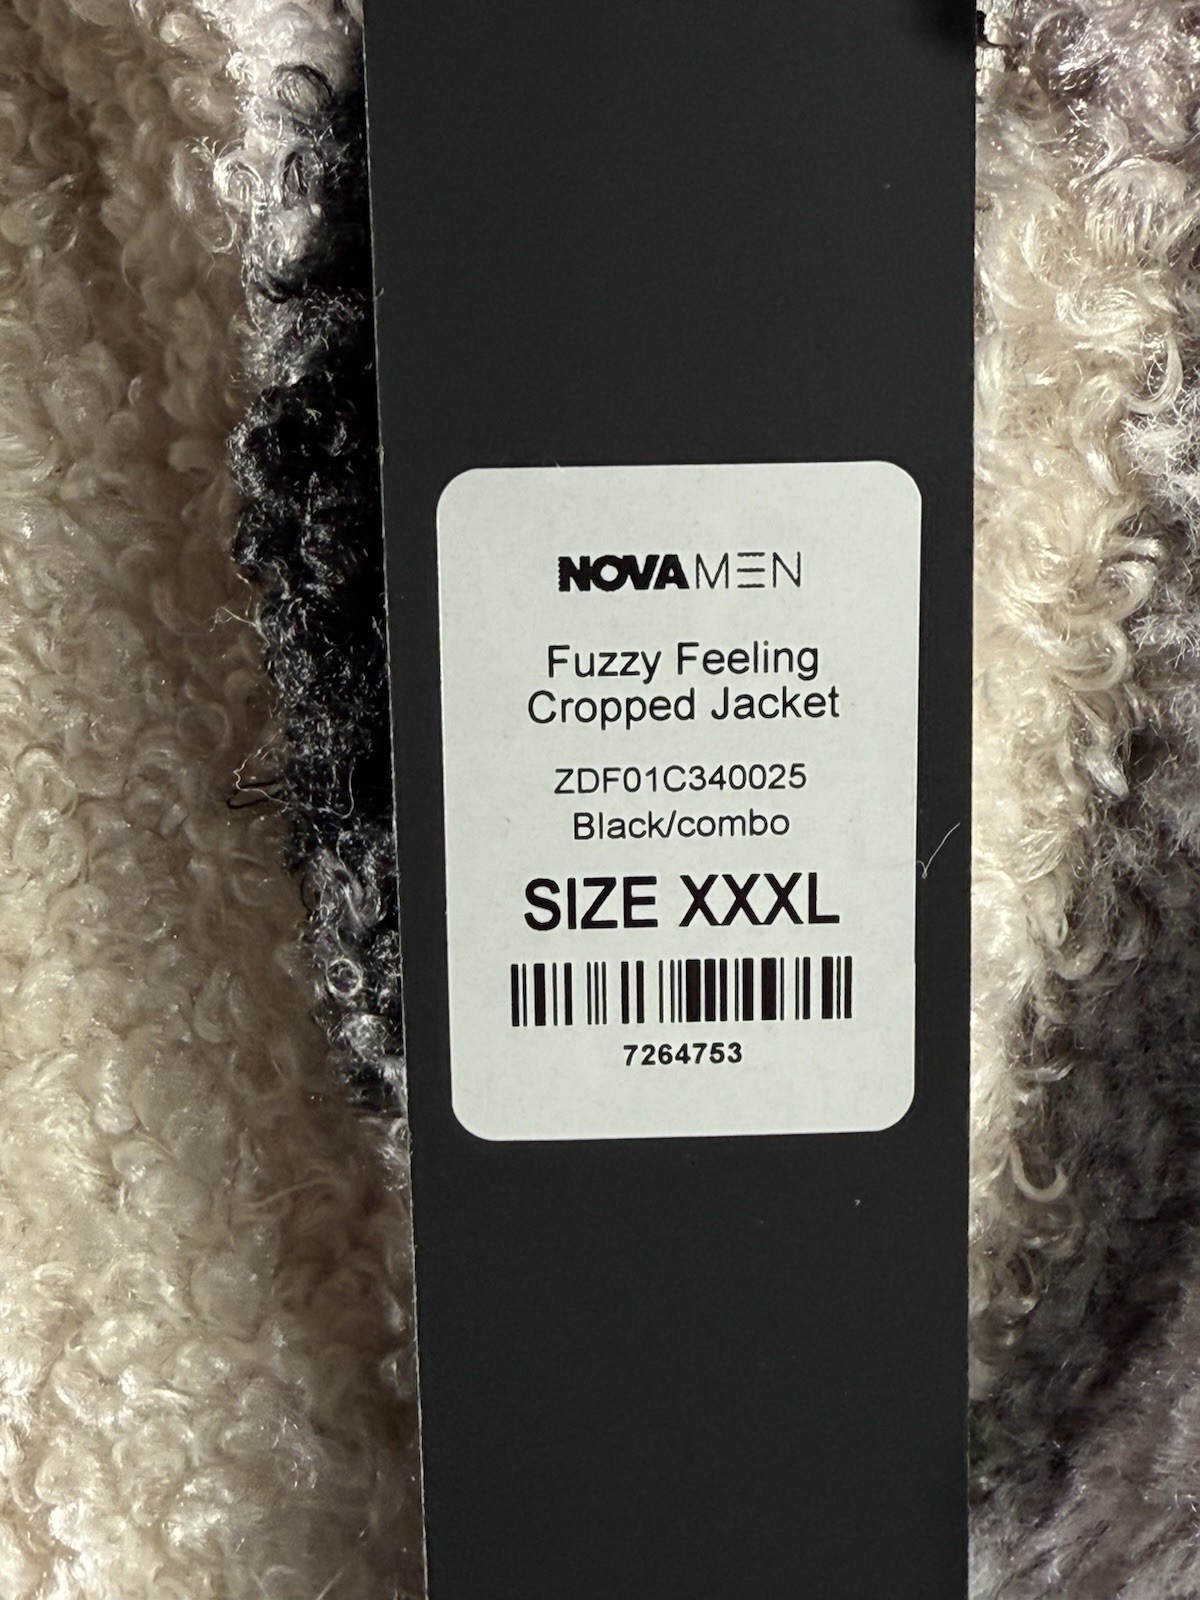 NOVAMEN
Fuzzy Feeling
Cropped Jacket
ZDF01C340025
Black/combo
SIZE XXXL
7264753